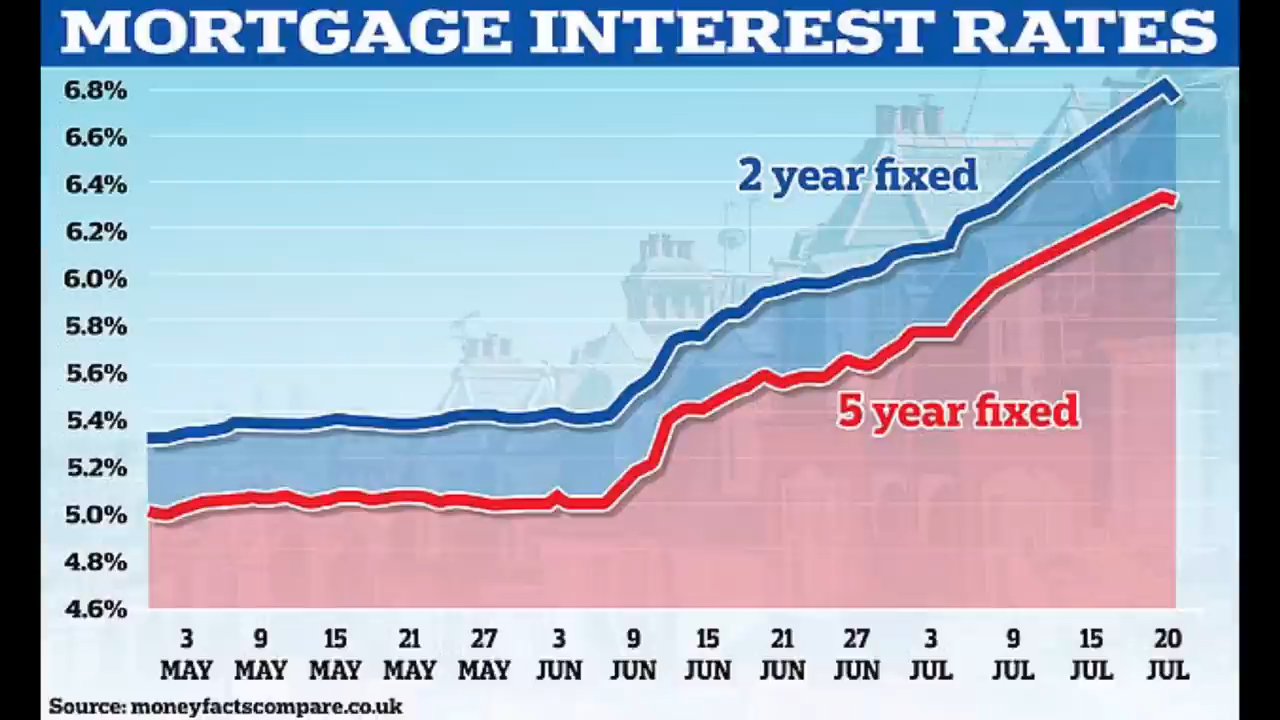 MORTGAGE INTEREST RATES
6.8%
6.6%
6.4%
6.2%
6.0%
5.8%
5.6%
5.4%
5.2%
5.0%
4.8%
4.6%
2 year fixed
5 year fixed
3 9 15 21 27 3 9 15 21 27 3 9 15 20
MAY MAY MAY MAY MAY JUN JUN JUN JUN JUN JUL JUL JUL JUL
Source: moneyfactscompare.co.uk